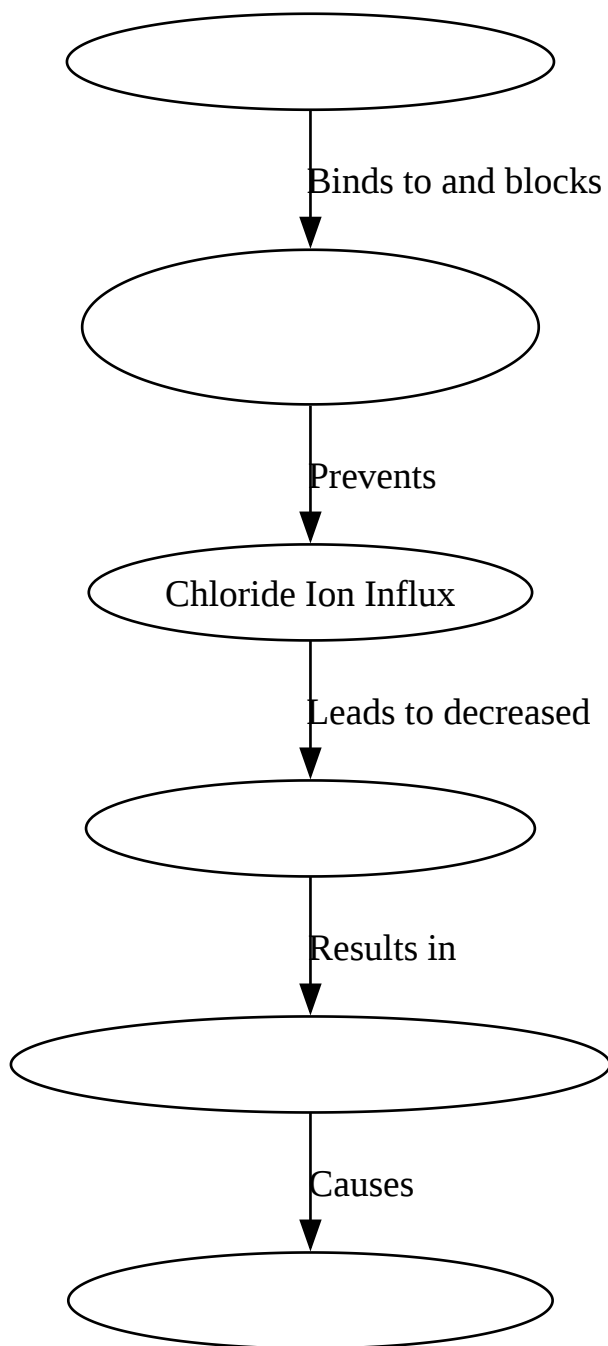 Binds to and blocks
Prevents
Chloride Ion Influx
Leads to decreased
Results in
Causes